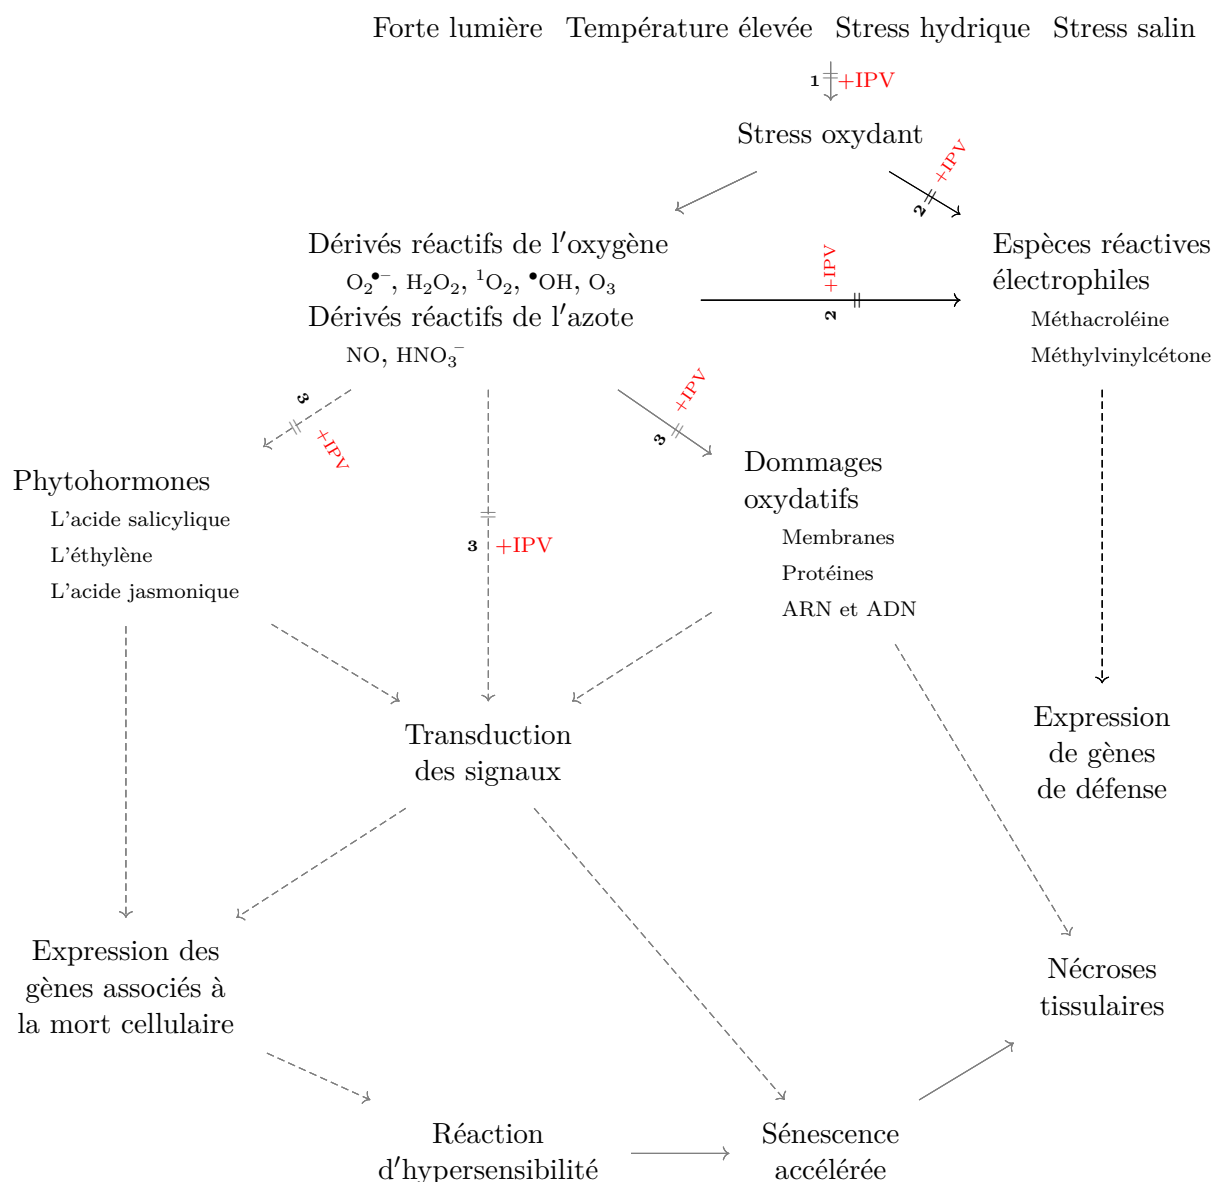 Forte lumière Température élevée Stress hydrique Stress salin
1 +IPV
Stress oxydant
2 +IPV
Dérivés réactifs de l'oxygène
O₂•⁻, H₂O₂, ¹O₂, •OH, O₃
Dérivés réactifs de l'azote
NO, HNO₃⁻
2 +IPV
Espèces réactives
électrophiles
Méthacroléine
Méthylvinylcétone
3 +IPV
3 +IPV
3 +IPV
Phytohormones
L'acide salicylique
L'éthylène
L'acide jasmonique
Dommages
oxydatifs
Membranes
Protéines
ARN et ADN
Transduction
des signaux
Expression
de gènes
de défense
Expression des
gènes associés à
la mort cellulaire
Nécroses
tissulaires
Réaction
d'hypersensibilité
Sénescence
accélérée